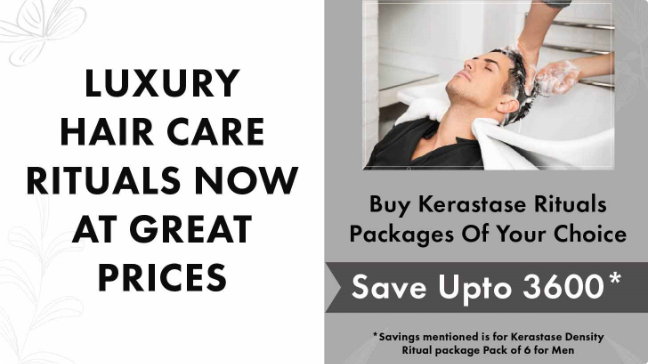 LUXURY
HAIR CARE
RITUALS NOW
AT GREAT
PRICES
Buy Kerastase Rituals
Packages Of Your Choice
Save Upto 3600*
*Savings mentioned is for Kerastase Density
Ritual package Pack of 6 for Men